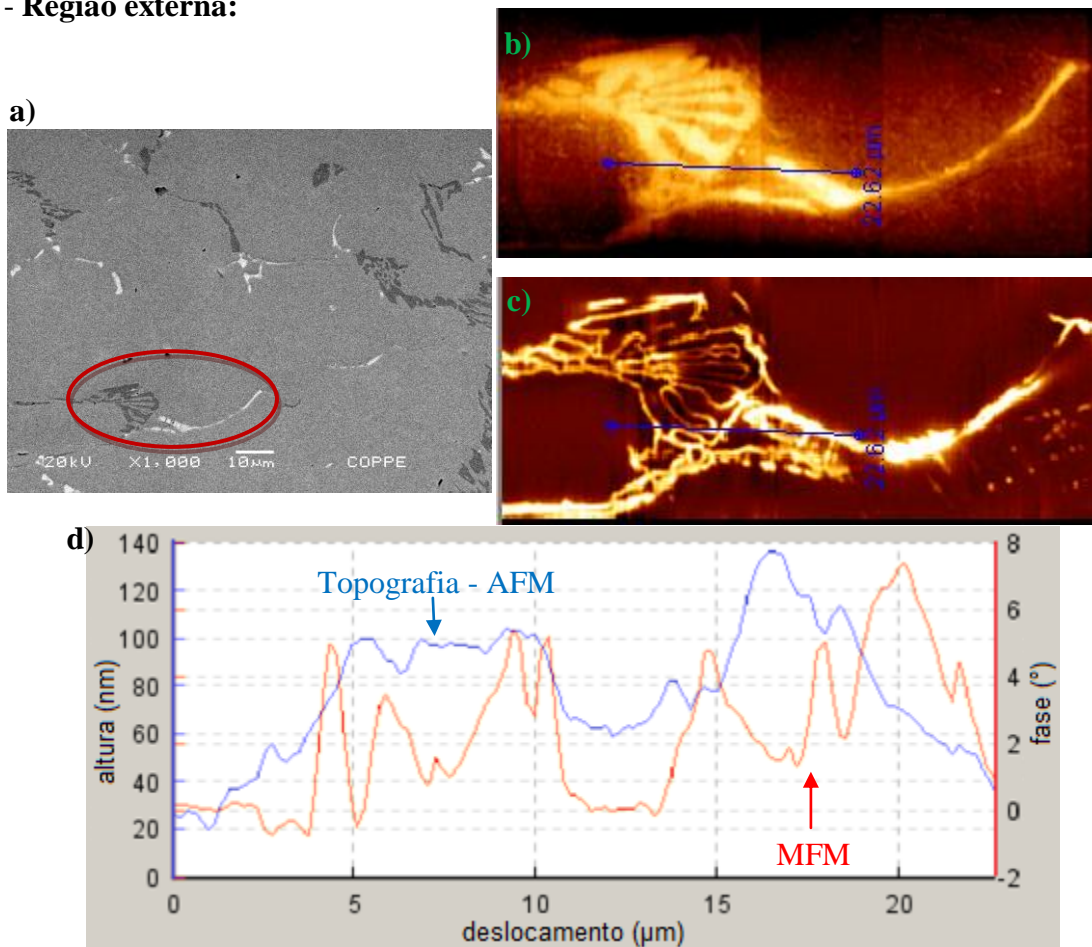 - Região externa:
a)
b)
22.62 µm
c)
22.62 µm
20kV X1,000 10µm COPPE
d)
140
120
100
80
60
40
20
0
altura (nm)
Topografia - AFM
MFM
8
6
4
2
0
-2
fase (°)
0 5 10 15 20
deslocamento (µm)